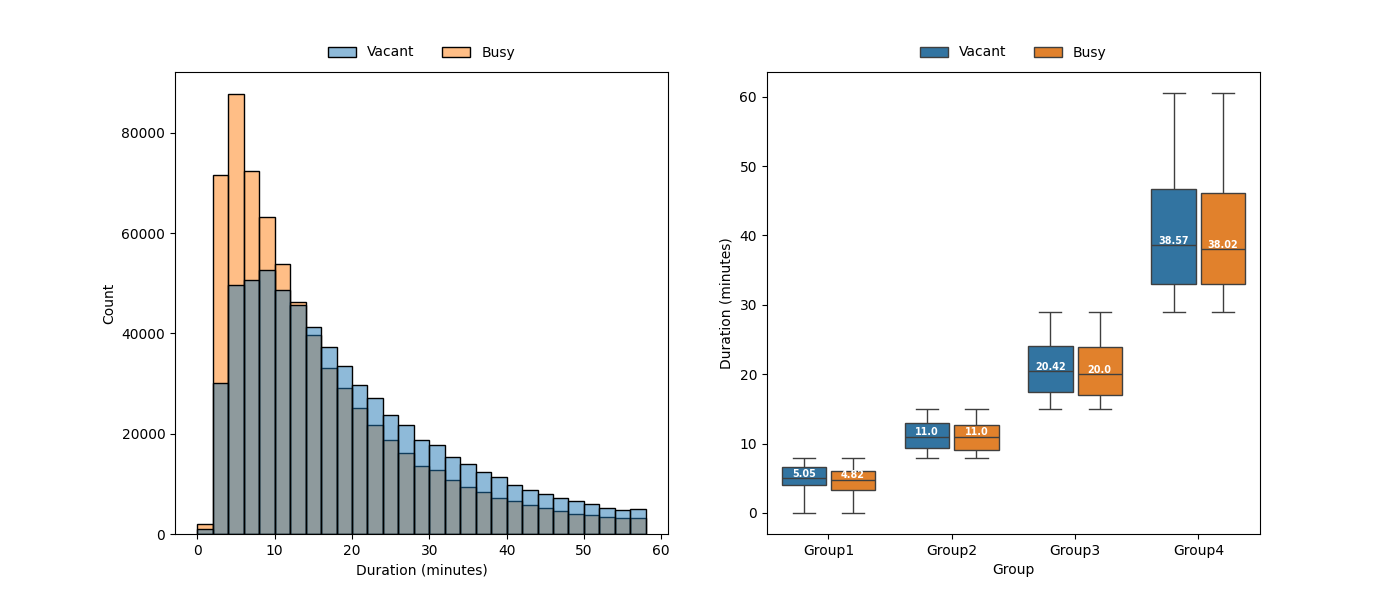 Vacant Busy
80000
60000
40000
20000
0
Count
0 10 20 30 40 50 60
Duration (minutes)
Vacant Busy
60
50
40
30
20
10
0
Duration (minutes)
38.57 38.02
20.42 20.0
11.0 11.0
5.05 4.82
Group1 Group2 Group3 Group4
Group